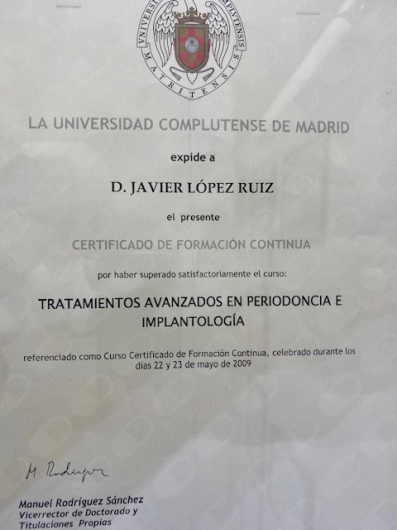 UNIVERSITAS COMPLUTENSIS
MATRITENSIS
LA UNIVERSIDAD COMPLUTENSE DE MADRID
expide a
D. JAVIER LÓPEZ RUIZ
el presente
CERTIFICADO DE FORMACIÓN CONTINUA
por haber superado satisfactoriamente el curso:
TRATAMIENTOS AVANZADOS EN PERIODONCIA E
IMPLANTOLOGÍA
referenciado como Curso Certificado de Formación Continua, celebrado durante los
días 22 y 23 de mayo de 2009
Manuel Rodríguez Sánchez
Vicerrector de Doctorado y
Titulaciones Propias